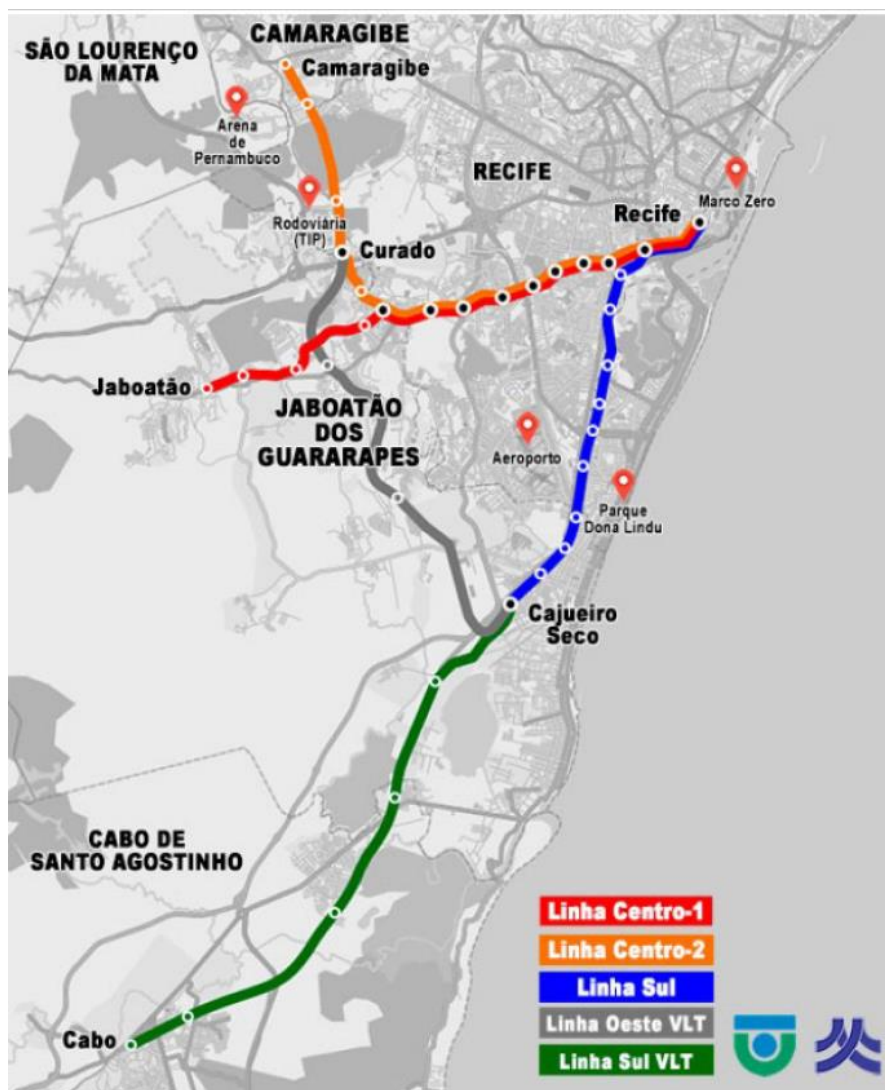 SÃO LOURENÇO
DA MATA
CAMARAGIBE
Camaragibe
Arena
de
Pernambuco
RECIFE
Rodoviária
(TIP)
Marco Zero
Recife
Curado
Jaboatão
JABOATÃO
DOS
GUARARAPES
Aeroporto
Parque
Dona Lindu
Cajueiro
Seco
CABO DE
SANTO AGOSTINHO
Cabo
Linha Centro-1
Linha Centro-2
Linha Sul
Linha Oeste VLT
Linha Sul VLT